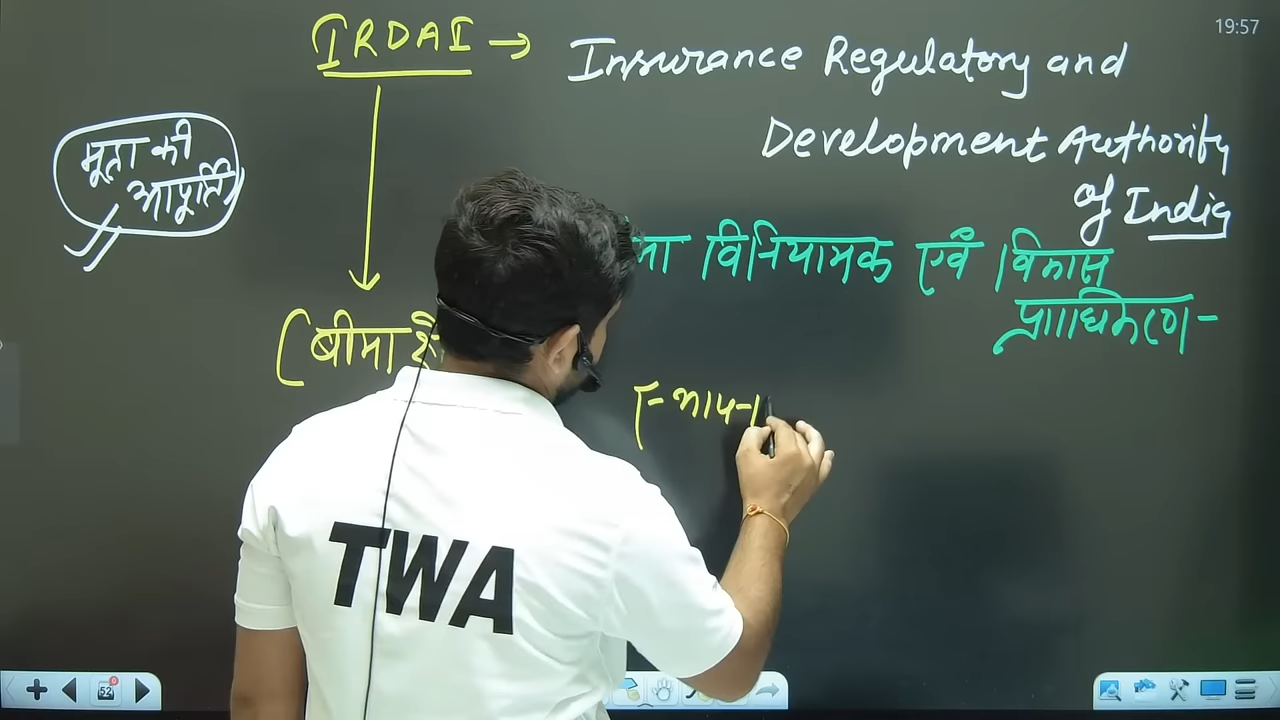 19:57
IRDAI → Insurance Regulatory and
Development Authority
of India
मुद्रा की
आपूर्ति
मा विनियामक एवं विकास
प्राधिकरण-
(बीमा
TWA
52